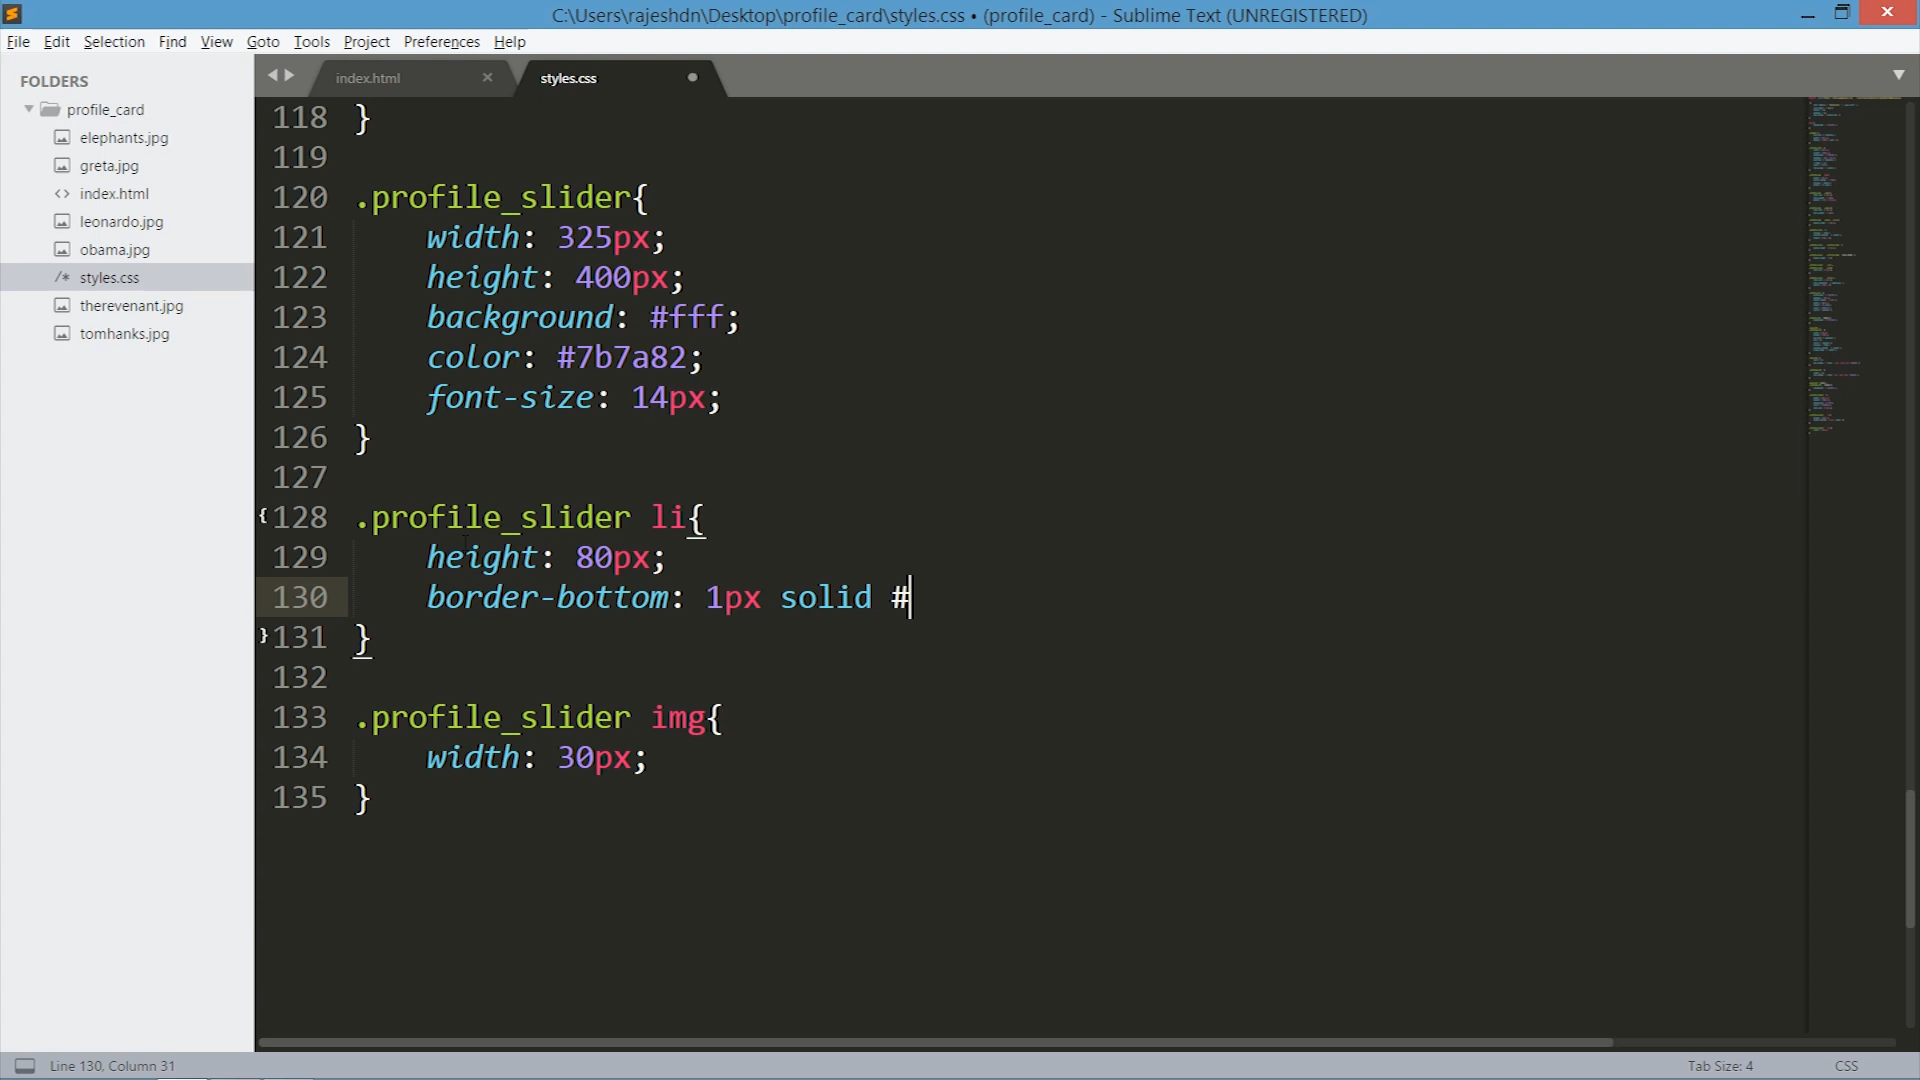 C:\Users\rajeshdn\Desktop\profile_card\styles.css • (profile_card) - Sublime Text (UNREGISTERED)
File Edit Selection Find View Goto Tools Project Preferences Help
FOLDERS
profile_card
elephants.jpg
greta.jpg
index.html
leonardo.jpg
obama.jpg
/* styles.css
therevenant.jpg
tomhanks.jpg
index.html
styles.css
118 }
119
120 .profile_slider{
121 width: 325px;
122 height: 400px;
123 background: #fff;
124 color: #7b7a82;
125 font-size: 14px;
126 }
127
128 .profile_slider li{
129 height: 80px;
130 border-bottom: 1px solid #
131 }
132
133 .profile_slider img{
134 width: 30px;
135 }
Line 130, Column 31
Tab Size: 4
CSS